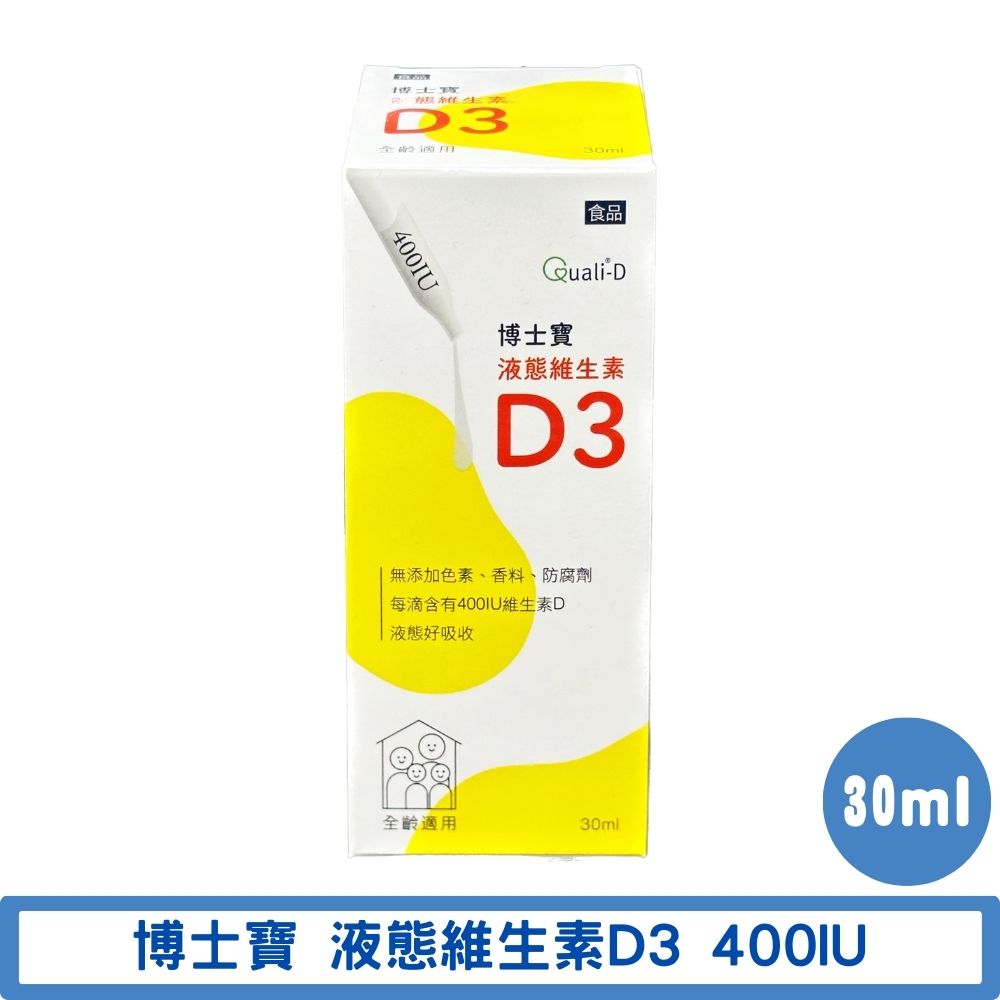 食品
博士寶
液態維生素
D3
全齡適用
30ml
400IU
食品
Quali®-D
博士寶
液態維生素
D3
無添加色素、香料、防腐劑
每滴含有400IU維生素D
液態好吸收
全齡適用
30ml
30ml
博士寶 液態維生素D3 400IU